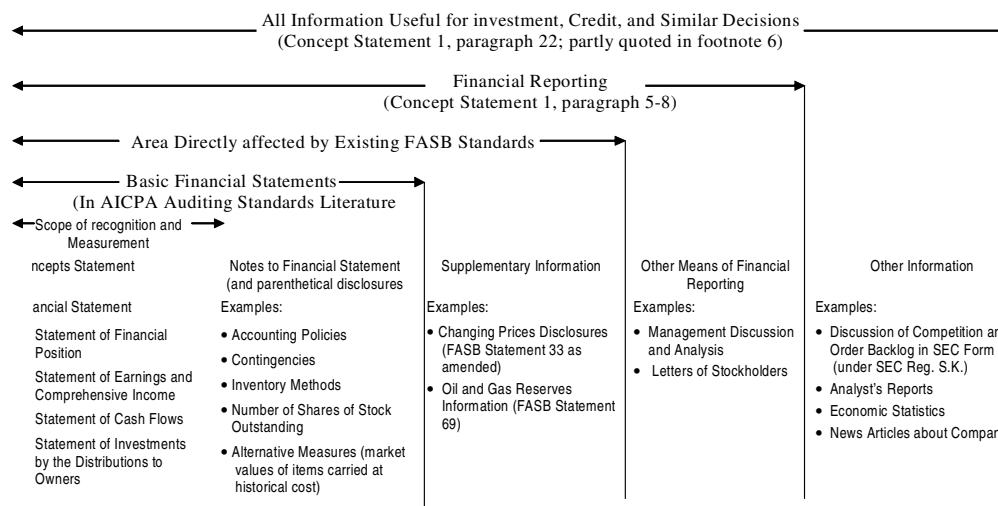 All Information Useful for investment, Credit, and Similar Decisions
(Concept Statement 1, paragraph 22; partly quoted in footnote 6)
Financial Reporting
(Concept Statement 1, paragraph 5-8)
Area Directly affected by Existing FASB Standards
Basic Financial Statements
(In AICPA Auditing Standards Literature
Scope of recognition and
Measurement
ncepts Statement
ancial Statement
Statement of Financial
Position
Statement of Earnings and
Comprehensive Income
Statement of Cash Flows
Statement of Investments
by the Distributions to
Owners
Notes to Financial Statement
(and parenthetical disclosures
Examples:
• Accounting Policies
• Contingencies
• Inventory Methods
• Number of Shares of Stock
Outstanding
• Alternative Measures (market
values of items carried at
historical cost)
Supplementary Information
Examples:
• Changing Prices Disclosures
(FASB Statement 33 as
amended)
• Oil and Gas Reserves
Information (FASB Statement
69)
Other Means of Financial
Reporting
Examples:
• Management Discussion
and Analysis
• Letters of Stockholders
Other Information
Examples:
• Discussion of Competition an
Order Backlog in SEC Form
(under SEC Reg. S.K.)
• Analyst's Reports
• Economic Statistics
• News Articles about Compan